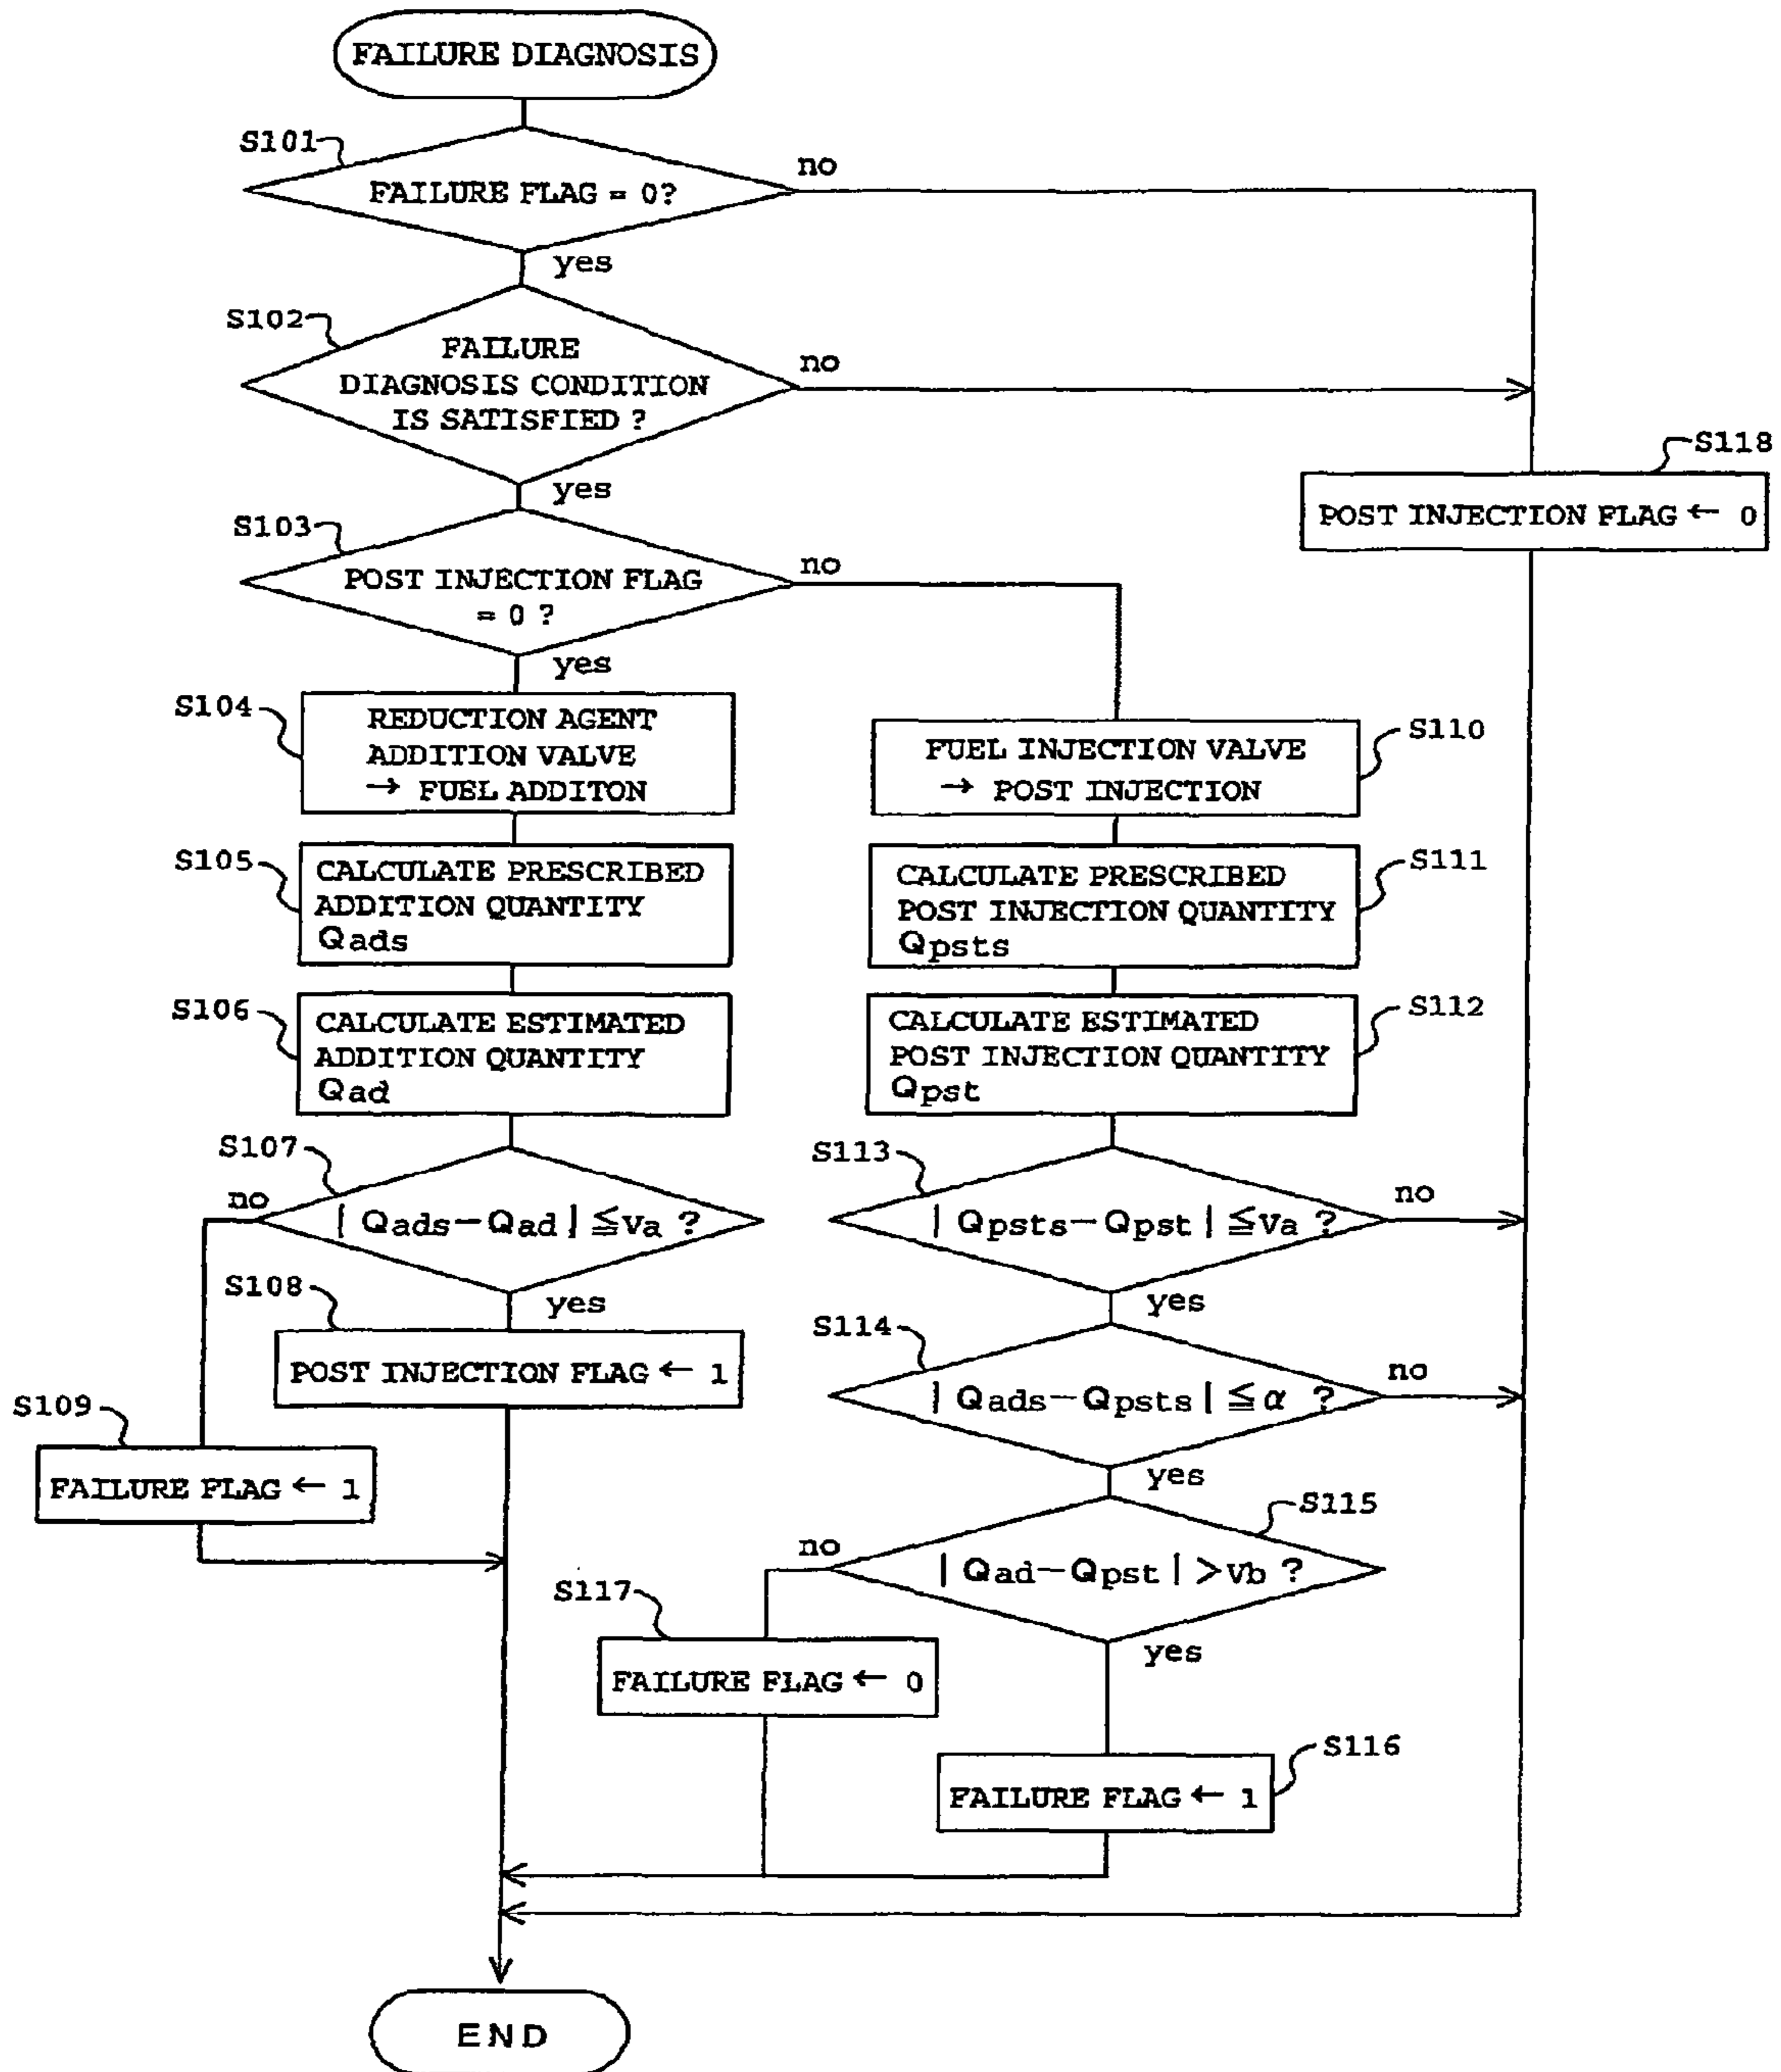 FAILURE DIAGNOSIS
S101
FAILURE FLAG = 0?
no
yes
S102
FAILURE
DIAGNOSIS CONDITION
IS SATISFIED ?
no
yes
S118
POST INJECTION FLAG ← 0
S103
POST INJECTION FLAG
= 0 ?
no
yes
S104
REDUCTION AGENT
ADDITION VALVE
→ FUEL ADDITON
S110
FUEL INJECTION VALVE
→ POST INJECTION
S105
CALCULATE PRESCRIBED
ADDITION QUANTITY
Qads
S111
CALCULATE PRESCRIBED
POST INJECTION QUANTITY
Qpsts
S106
CALCULATE ESTIMATED
ADDITION QUANTITY
Qad
S112
CALCULATE ESTIMATED
POST INJECTION QUANTITY
Qpst
S107
no
| Qads−Qad | ≦Va ?
yes
S113
| Qpsts−Qpst | ≦Va ?
no
yes
S108
POST INJECTION FLAG ← 1
S114
| Qads−Qpsts | ≦ α ?
no
yes
S109
FAILURE FLAG ← 1
S115
no
| Qad−Qpst | >Vb ?
yes
S117
FAILURE FLAG ← 0
S116
FAILURE FLAG ← 1
END